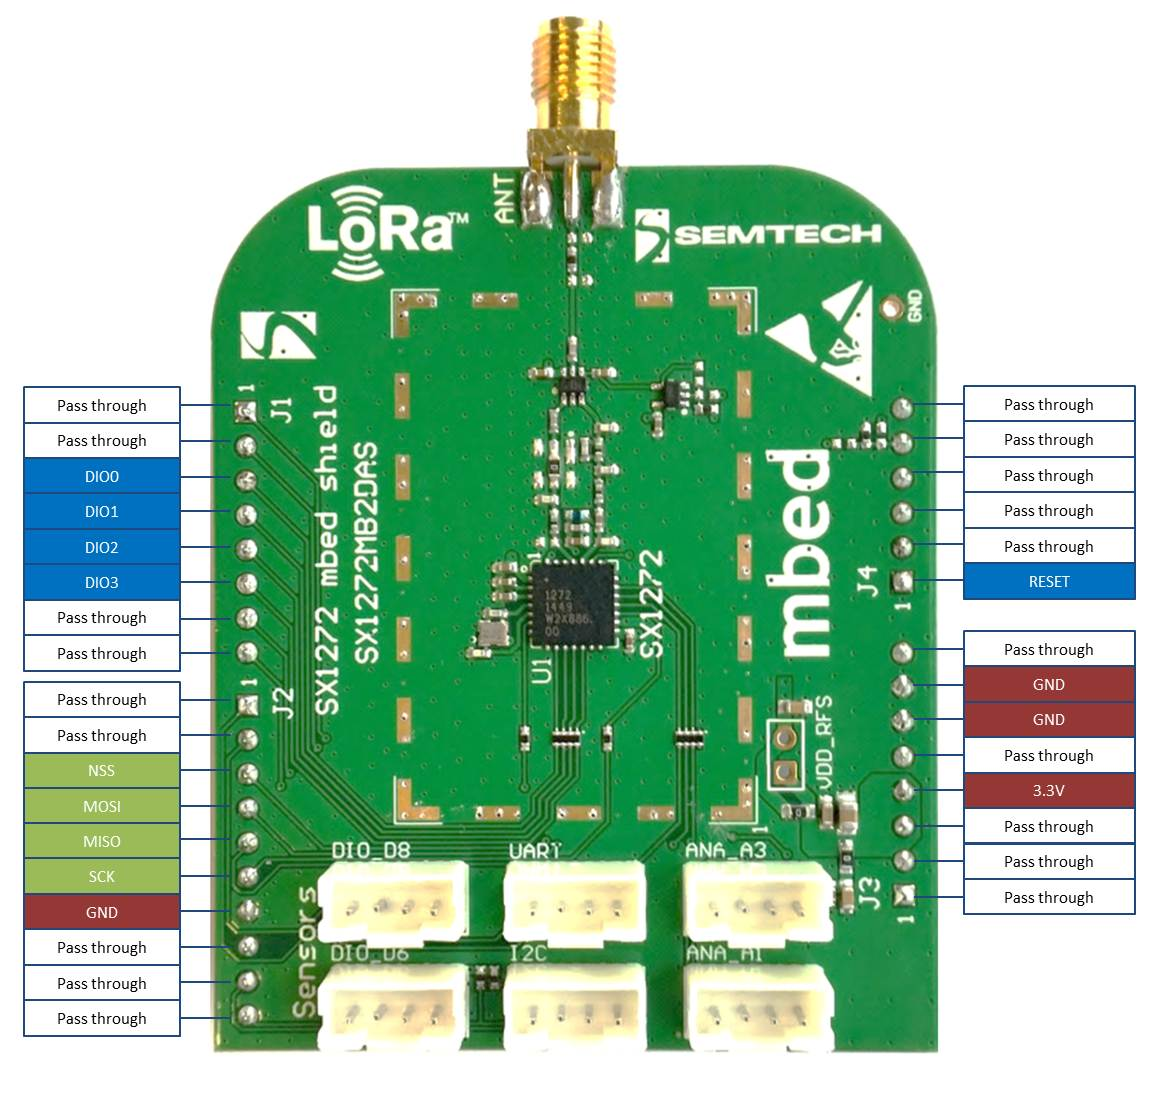 ANT
LoRa™
SEMTECH
GND
Pass through
Pass through
DIO0
DIO1
DIO2
DIO3
Pass through
Pass through
Pass through
Pass through
NSS
MOSI
MISO
SCK
GND
Pass through
Pass through
Pass through
1
J1
SX1272 mbed shield
SX1272MB2DAS
1
J2
1
1272
1449
W2X886.
00
U1
SX1272
mbed
VDD_RFS
1
J4
1
J3
1
Pass through
Pass through
Pass through
Pass through
Pass through
RESET
Pass through
GND
GND
Pass through
3.3V
Pass through
Pass through
Pass through
Sensors
DIO_D8
UART
ANA_A3
DIO_D6
I2C
ANA_A1